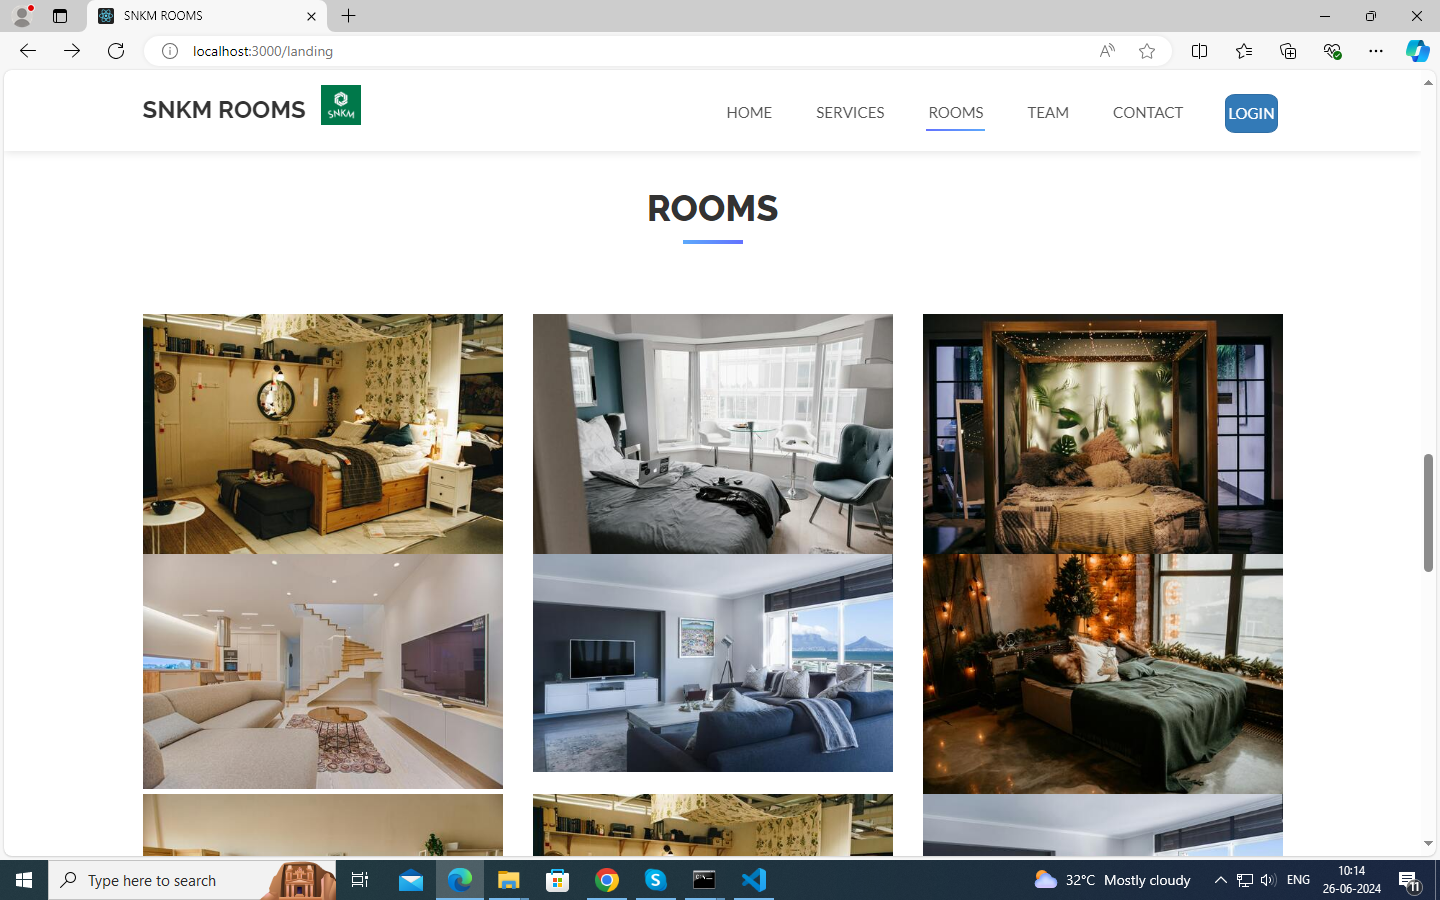 SNKM ROOMS
localhost:3000/landing
SNKM ROOMS
SNKM
HOME
SERVICES
ROOMS
TEAM
CONTACT
LOGIN
ROOMS
Type here to search
32°C Mostly cloudy
ENG
10:14
26-06-2024
11